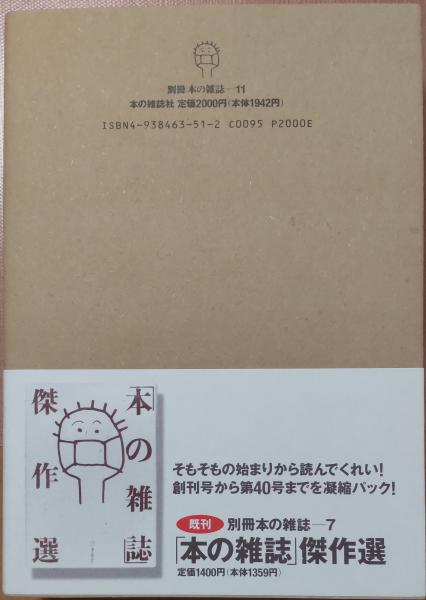 別冊 本の雑誌—11
本の雑誌社 定価2000円(本体1942円)
ISBN4-938463-51-2 C0095 P2000E
「本の雑誌」
傑作選
そもそもの始まりから読んでくれい!
創刊号から第40号までを凝縮パック!
既刊 別冊本の雑誌—7
「本の雑誌」傑作選
定価1400円(本体1359円)